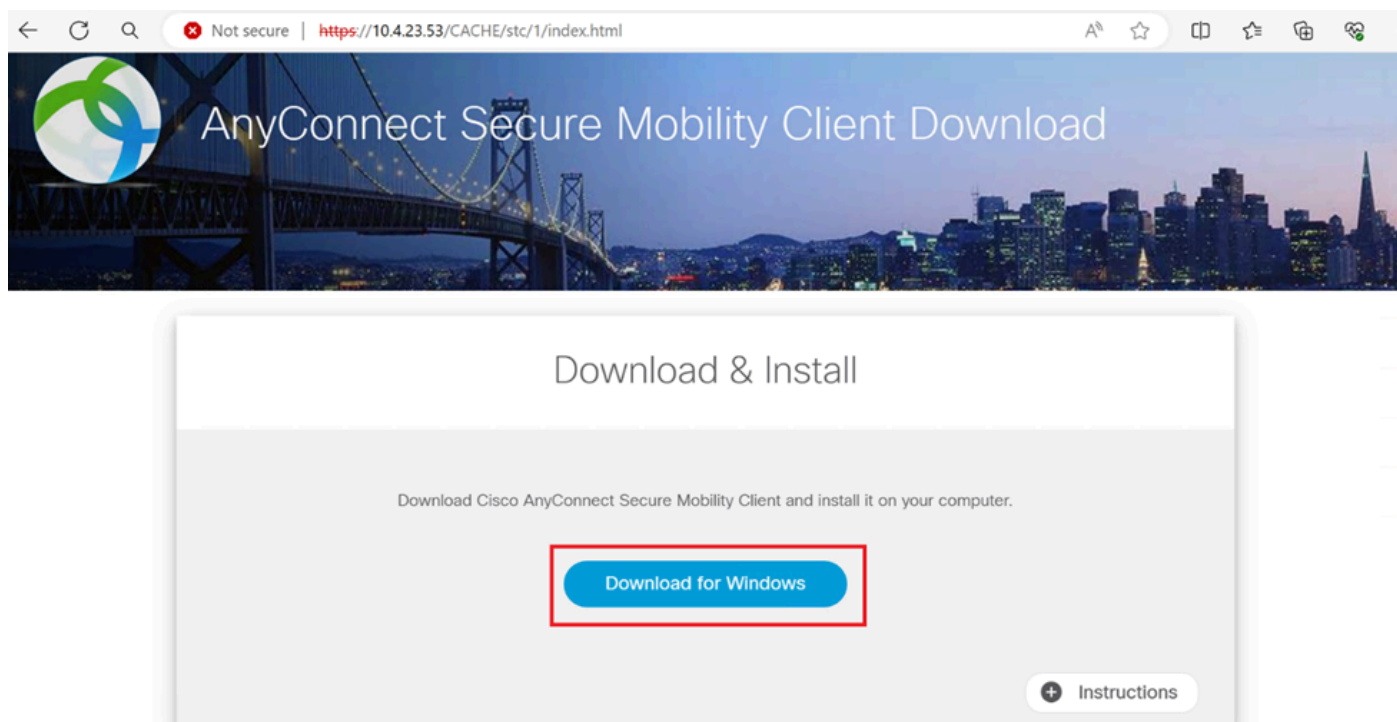 Not secure | https://10.4.23.53/CACHE/stc/1/index.html
AnyConnect Secure Mobility Client Download
Download & Install
Download Cisco AnyConnect Secure Mobility Client and install it on your computer.
Download for Windows
Instructions